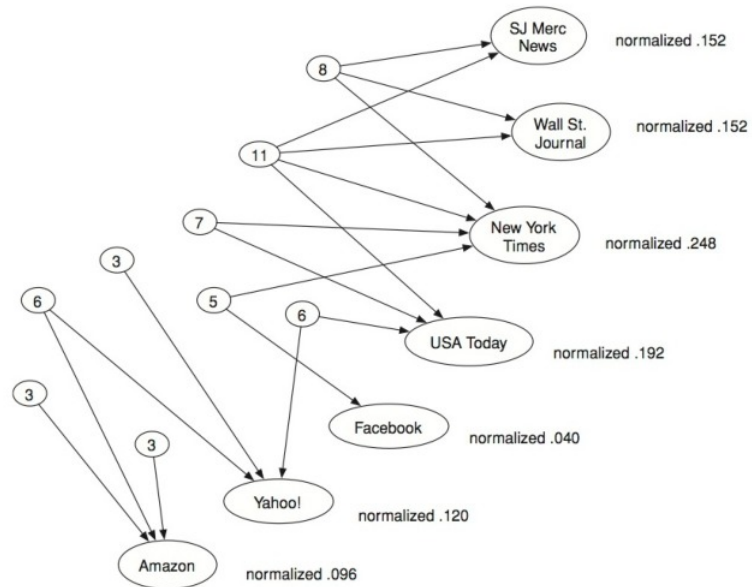 SJ Merc
News
normalized .152
8
Wall St.
Journal
normalized .152
11
New York
Times
normalized .248
7
3
6
5
6
USA Today
normalized .192
3
Facebook
normalized .040
3
Yahoo!
normalized .120
Amazon
normalized .096